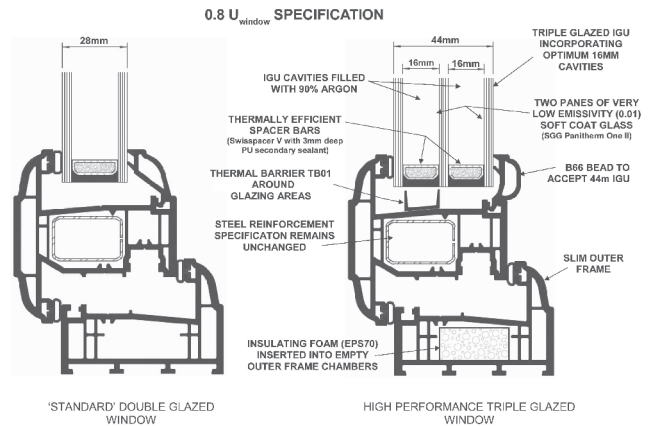 0.8 Uwindow SPECIFICATION
28mm
44mm
16mm
16mm
TRIPLE GLAZED IGU
INCORPORATING
OPTIMUM 16MM
CAVITIES
IGU CAVITIES FILLED
WITH 90% ARGON
TWO PANES OF VERY
LOW EMISSIVITY (0.01)
SOFT COAT GLASS
(SGG Panitherm One II)
THERMALLY EFFICIENT
SPACER BARS
(Swisspacer V with 3mm deep
PU secondary sealant)
THERMAL BARRIER TB01
AROUND
GLAZING AREAS
B66 BEAD TO
ACCEPT 44m IGU
STEEL REINFORCEMENT
SPECIFICATON REMAINS
UNCHANGED
SLIM OUTER
FRAME
INSULATING FOAM (EPS70)
INSERTED INTO EMPTY
OUTER FRAME CHAMBERS
'STANDARD' DOUBLE GLAZED
WINDOW
HIGH PERFORMANCE TRIPLE GLAZED
WINDOW